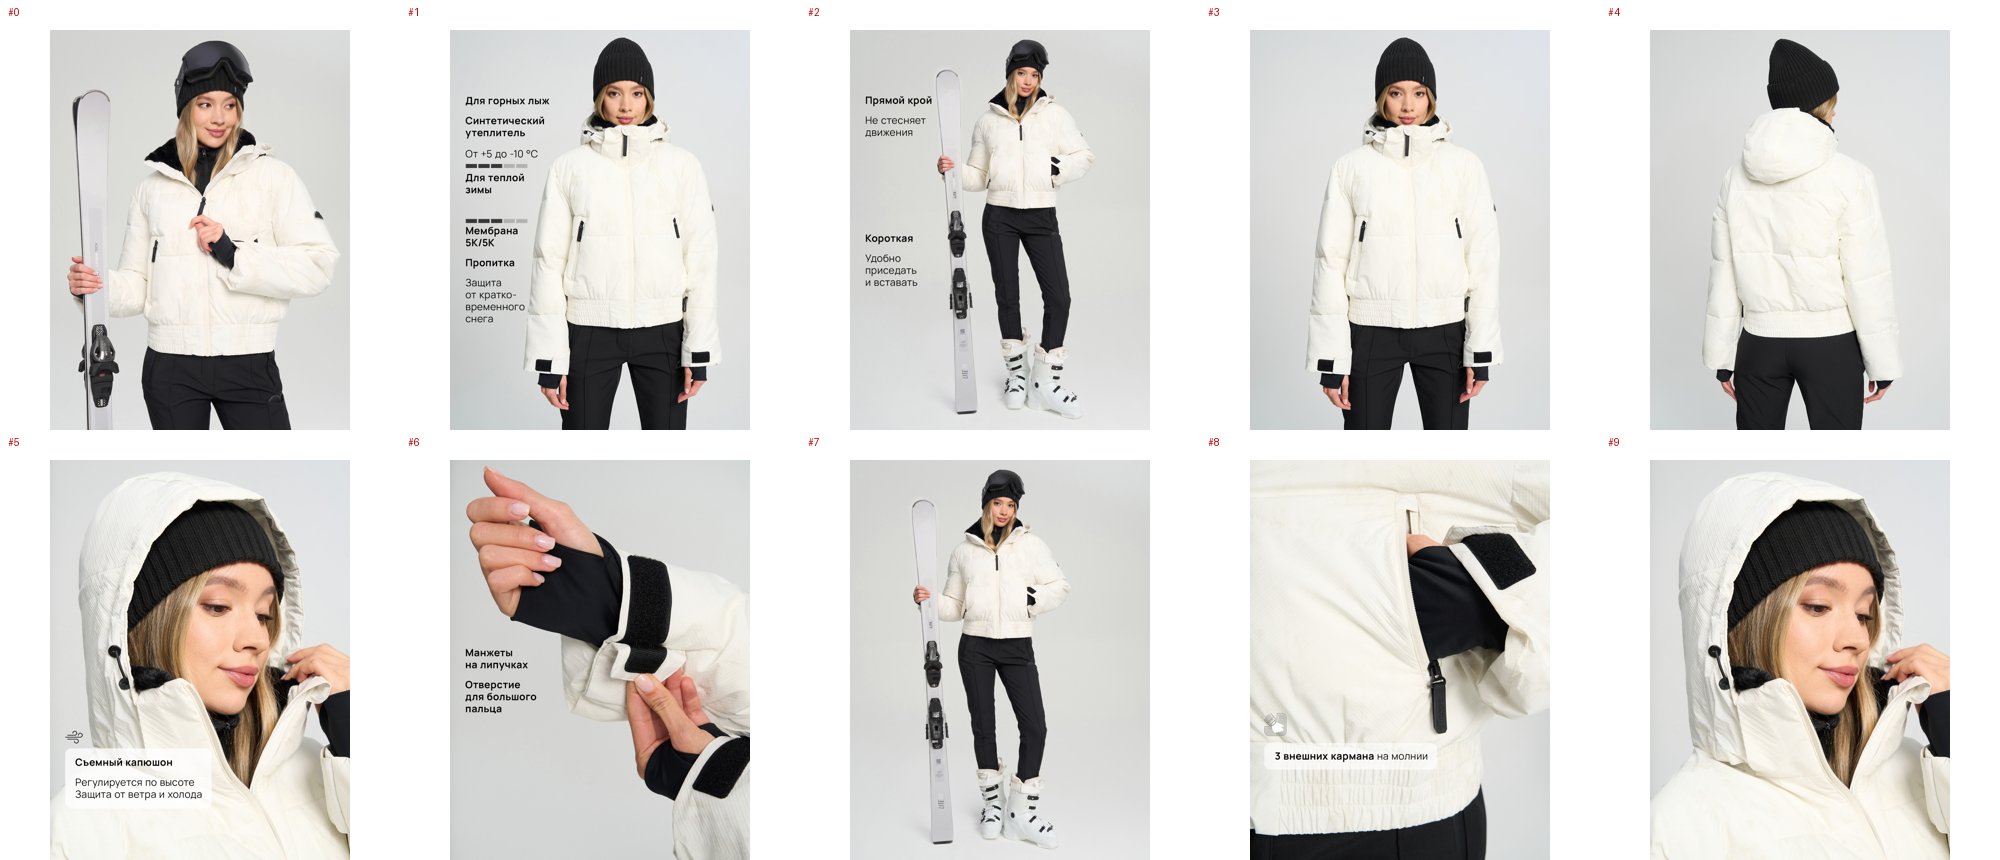 #0
#1
#2
#3
#4
Для горных лыж
Синтетический
утеплитель
От +5 до -10 °C
Для теплой
зимы
Мембрана
5K/5K
Пропитка
Защита
от кратко-
временного
снега
Прямой крой
Не стесняет
движения
Короткая
Удобно
приседать
и вставать
#5
#6
#7
#8
#9
Съемный капюшон
Регулируется по высоте
Защита от ветра и холода
Манжеты
на липучках
Отверстие
для большого
пальца
3 внешних кармана на молнии